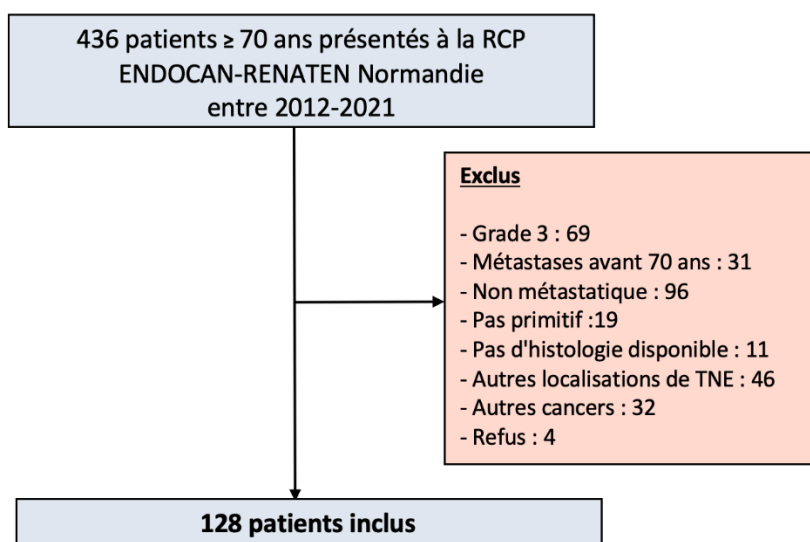 436 patients ≥ 70 ans présentés à la RCP
ENDOCAN-RENATEN Normandie
entre 2012-2021
Exclus
- Grade 3 : 69
- Métastases avant 70 ans : 31
- Non métastatique : 96
- Pas primitif :19
- Pas d'histologie disponible : 11
- Autres localisations de TNE : 46
- Autres cancers : 32
- Refus : 4
128 patients inclus